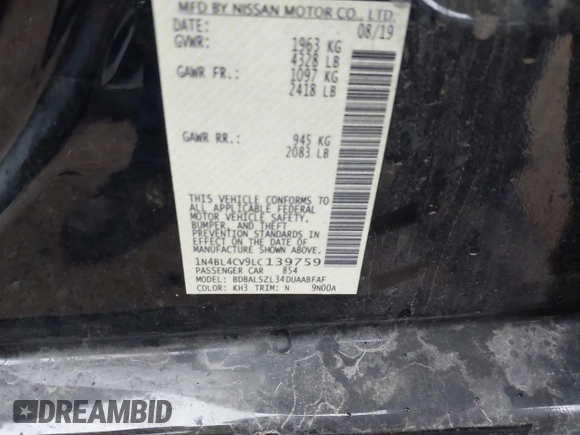 MFD BY NISSAN MOTOR CO., LTD.
DATE: 08/19
GVWR: 1963 KG
4328 LB
GAWR FR.: 1097 KG
2418 LB
GAWR RR.: 945 KG
2083 LB
THIS VEHICLE CONFORMS TO
ALL APPLICABLE FEDERAL
MOTOR VEHICLE SAFETY,
BUMPER, AND THEFT
PREVENTION STANDARDS IN
EFFECT ON THE DATE OF
MANUFACTURE SHOWN ABOVE.
1N4BL4CV9LC139759
PASSENGER CAR 854
MODEL: BDBALSZL34DUAABFAF
COLOR: KH3 TRIM: N 9N00A
DREAMBID